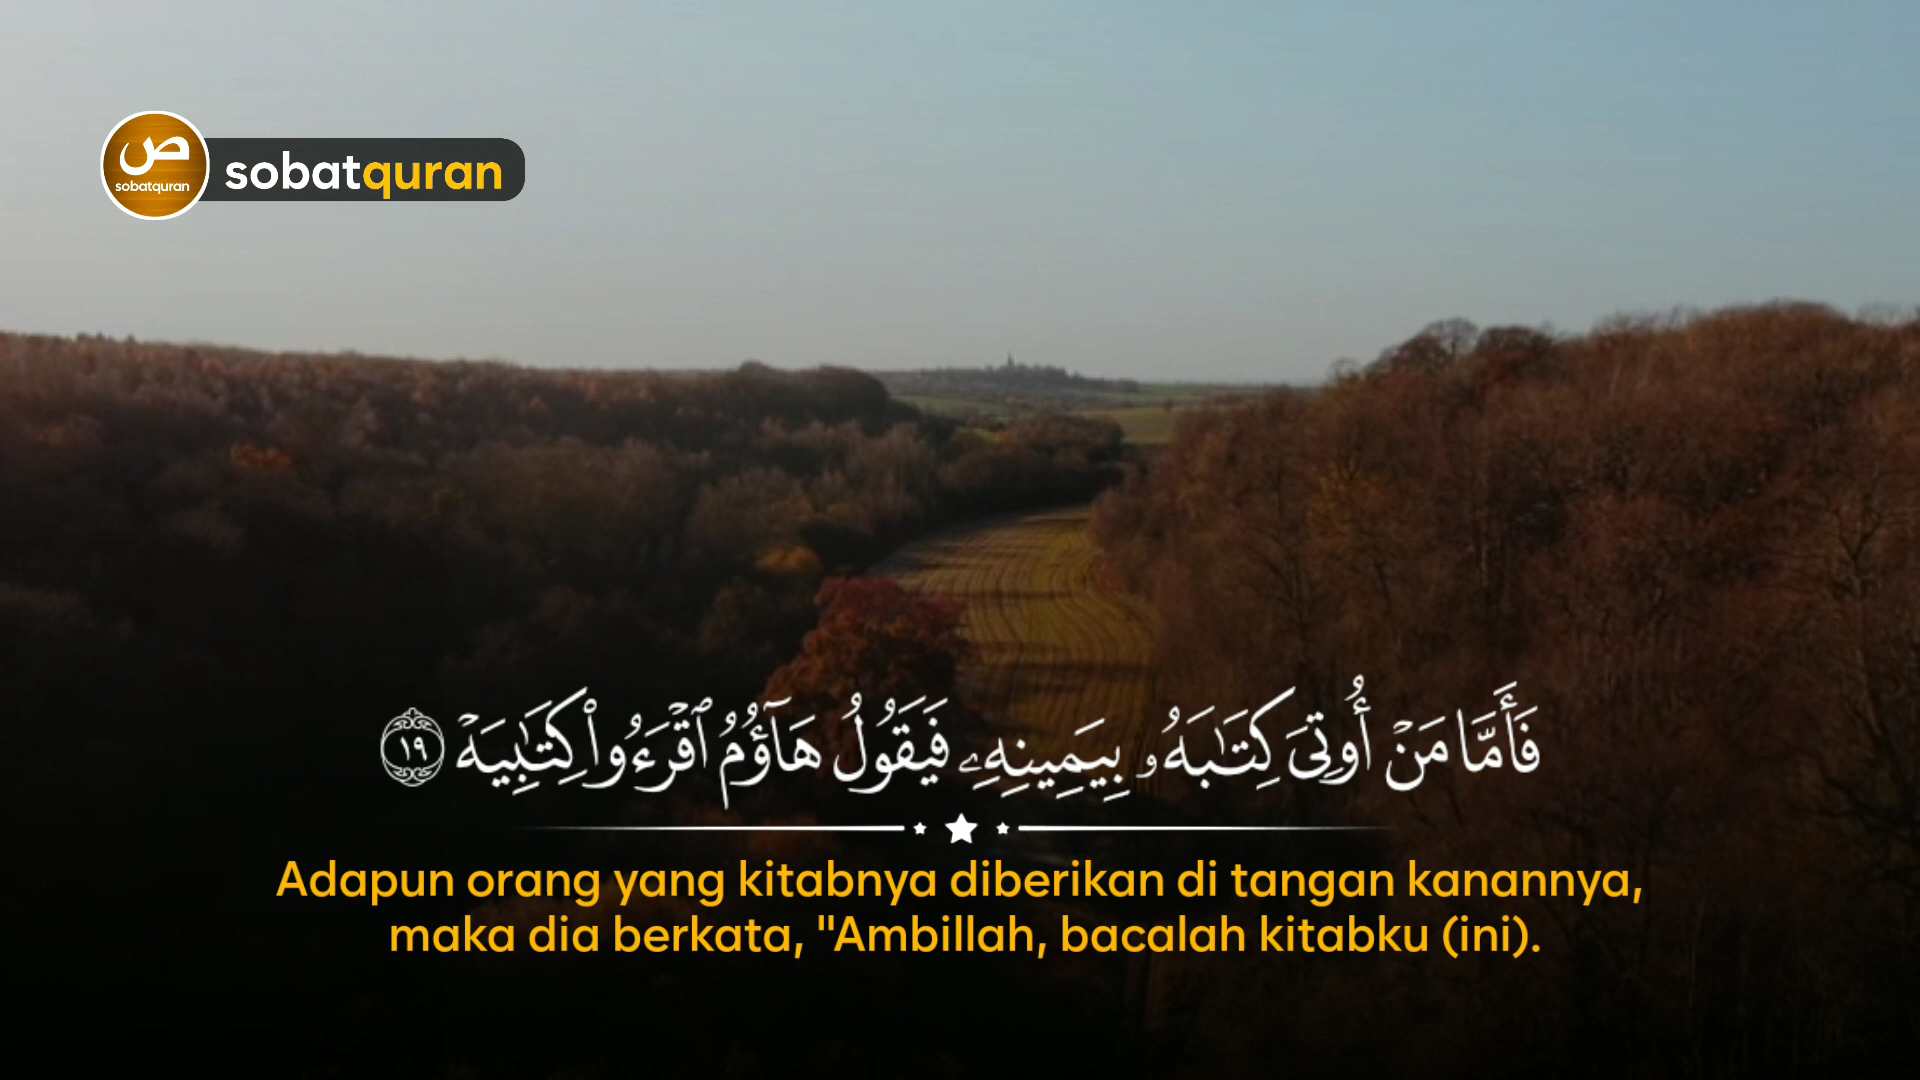 ص
sobatquran
sobatquran
فَأَمَّا مَنۡ أُوتِيَ كِتَٰبَهُۥ بِيَمِينِهِۦ فَيَقُولُ هَآؤُمُ ٱقۡرَءُواْ كِتَٰبِيَهۡ ١٩
Adapun orang yang kitabnya diberikan di tangan kanannya,
maka dia berkata, "Ambillah, bacalah kitabku (ini).